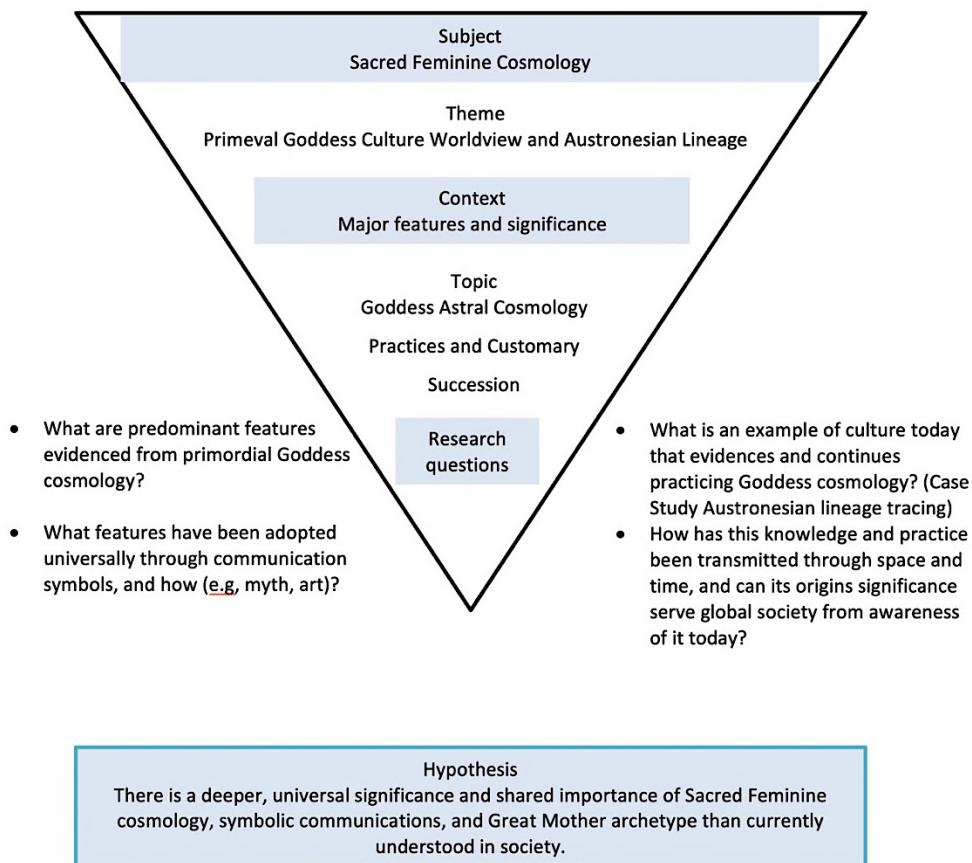 Subject
Sacred Feminine Cosmology
Theme
Primeval Goddess Culture Worldview and Austronesian Lineage
Context
Major features and significance
Topic
Goddess Astral Cosmology
Practices and Customary
Succession
Research
questions
• What are predominant features
evidenced from primordial Goddess
cosmology?
• What features have been adopted
universally through communication
symbols, and how (e.g, myth, art)?
• What is an example of culture today
that evidences and continues
practicing Goddess cosmology? (Case
Study Austronesian lineage tracing)
• How has this knowledge and practice
been transmitted through space and
time, and can its origins significance
serve global society from awareness
of it today?
Hypothesis
There is a deeper, universal significance and shared importance of Sacred Feminine
cosmology, symbolic communications, and Great Mother archetype than currently
understood in society.